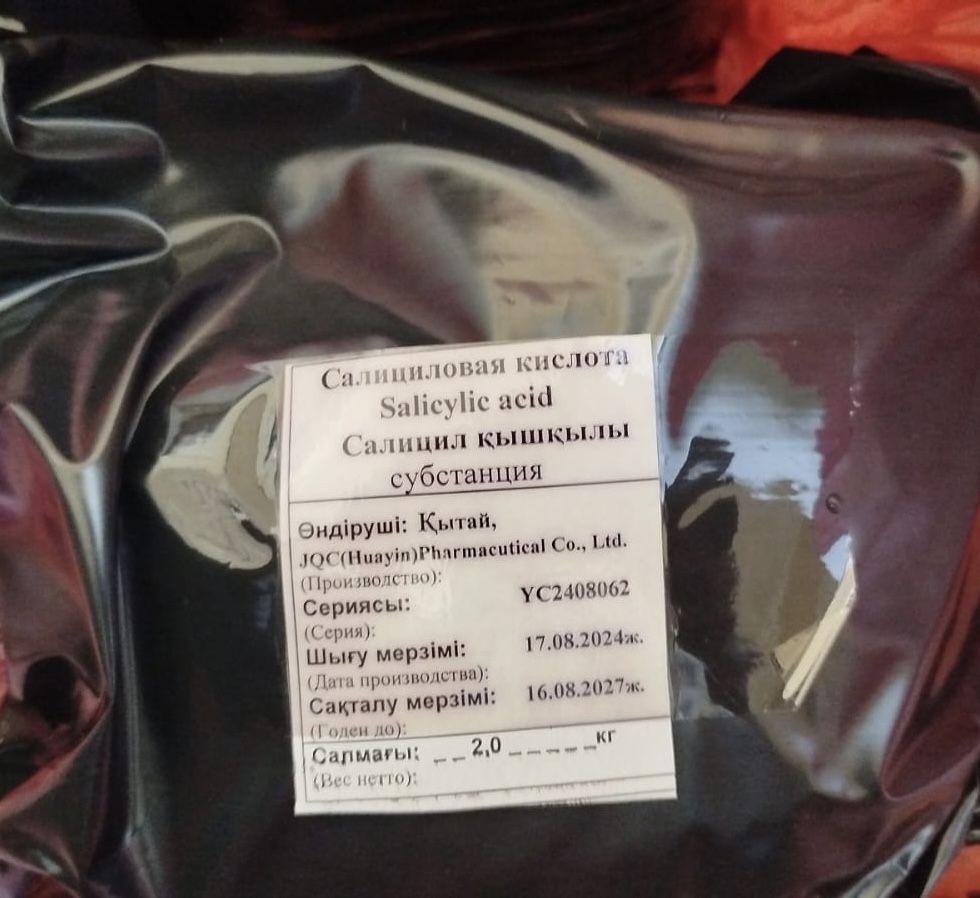 Салициловая кислота
Salicylic acid
Салицил қышқылы
субстанция
Өндіруші: Қытай,
JQC(Huayin)Pharmacutical Co., Ltd.
(Производство):
Сериясы: YC2408062
(Серия):
Шығу мерзімі: 17.08.2024ж.
(Дата производства):
Сақталу мерзімі: 16.08.2027ж.
(Годен до):
Салмағы: _ _ 2,0 _ _ _ _ _кг
(Вес нетто):